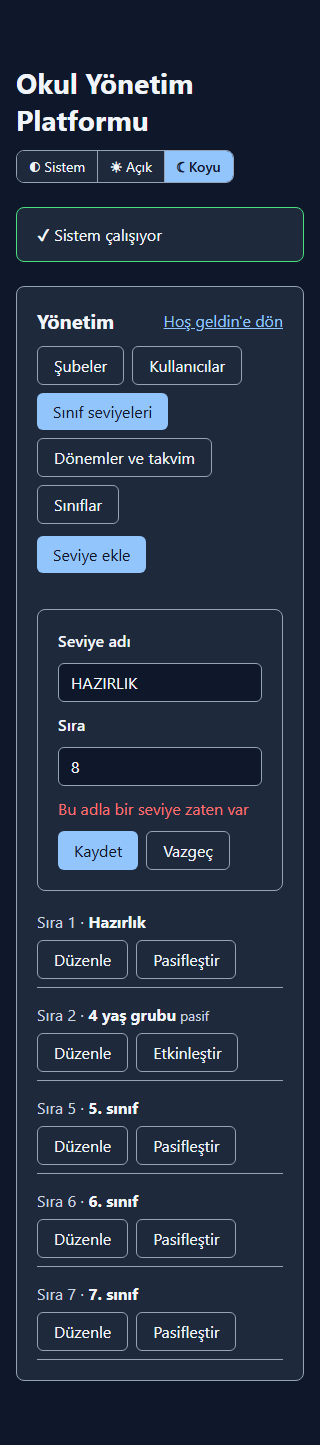 Okul Yönetim
Platformu
◐ Sistem ☀ Açık ☾ Koyu
✓ Sistem çalışıyor
Yönetim Hoş geldin'e dön
Şubeler Kullanıcılar
Sınıf seviyeleri
Dönemler ve takvim
Sınıflar
Seviye ekle
Seviye adı
HAZIRLIK
Sıra
8
Bu adla bir seviye zaten var
Kaydet Vazgeç
Sıra 1 · Hazırlık
Düzenle Pasifleştir
Sıra 2 · 4 yaş grubu pasif
Düzenle Etkinleştir
Sıra 5 · 5. sınıf
Düzenle Pasifleştir
Sıra 6 · 6. sınıf
Düzenle Pasifleştir
Sıra 7 · 7. sınıf
Düzenle Pasifleştir